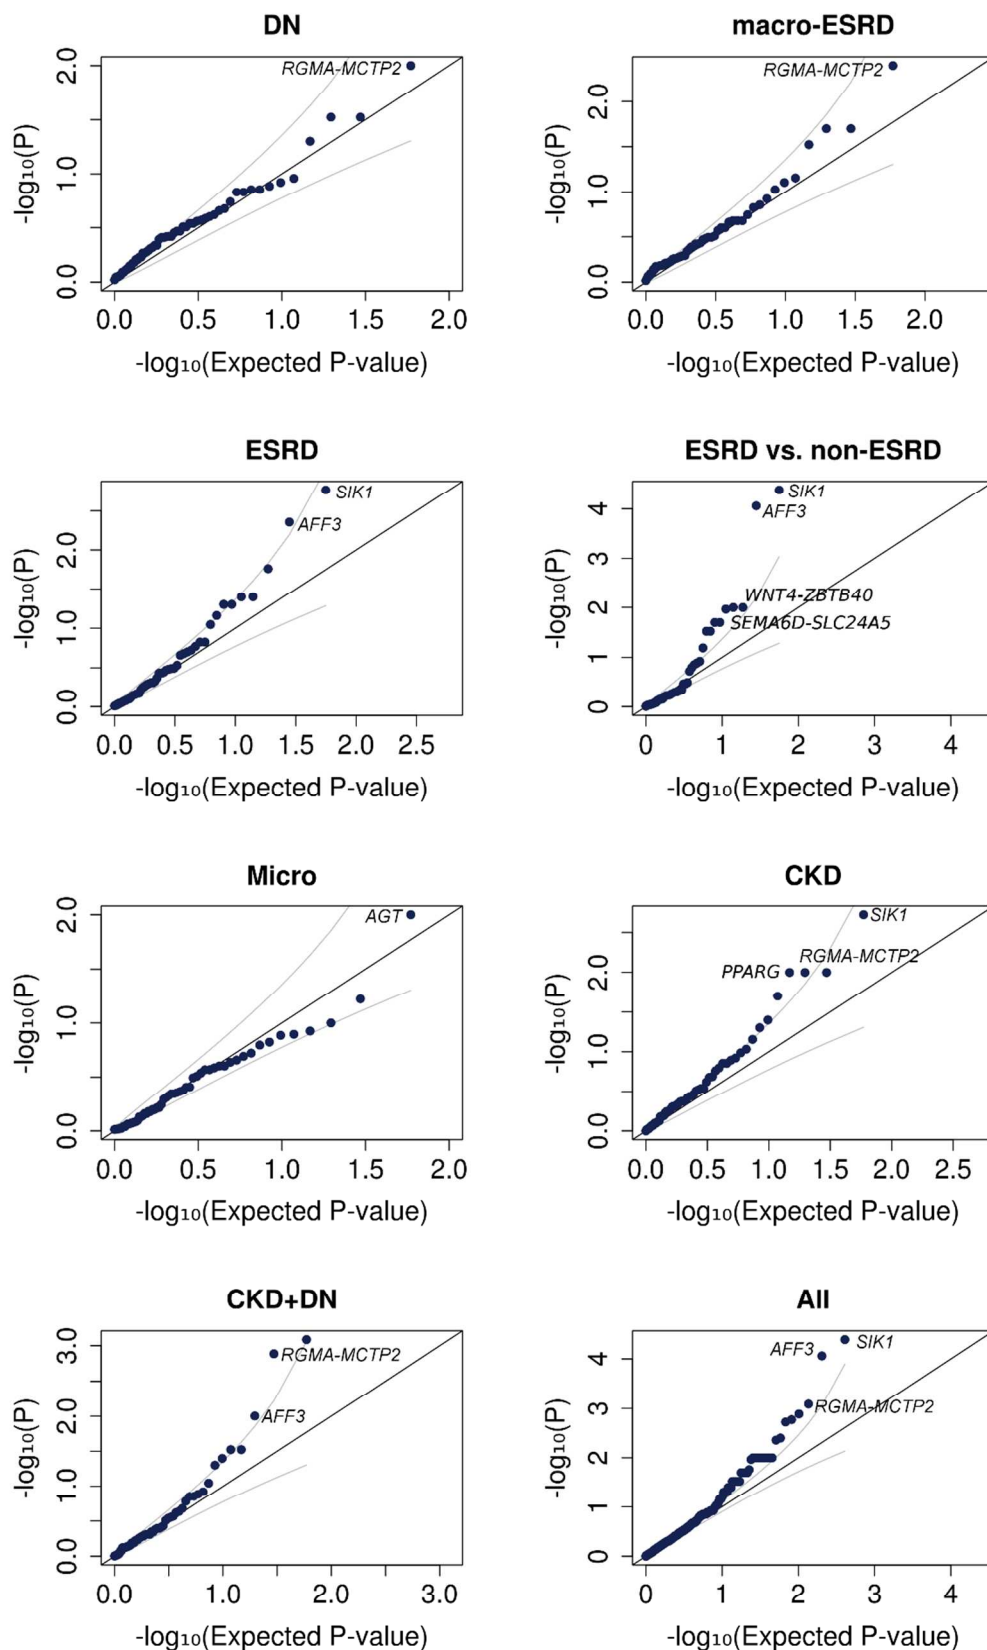 DN
macro-ESRD
-log₁₀(P)
2.0
1.0
0.0
RGMA-MCTP2
0.0 0.5 1.0 1.5 2.0
-log₁₀(Expected P-value)
-log₁₀(P)
2.0
1.0
0.0
RGMA-MCTP2
0.0 0.5 1.0 1.5 2.0
-log₁₀(Expected P-value)
ESRD
ESRD vs. non-ESRD
-log₁₀(P)
2.0
1.0
0.0
SIK1
AFF3
0.0 0.5 1.0 1.5 2.0 2.5
-log₁₀(Expected P-value)
-log₁₀(P)
4
3
2
1
0
SIK1
AFF3
WNT4-ZBTB40
SEMA6D-SLC24A5
0 1 2 3 4
-log₁₀(Expected P-value)
Micro
CKD
-log₁₀(P)
2.0
1.0
0.0
AGT
0.0 0.5 1.0 1.5 2.0
-log₁₀(Expected P-value)
-log₁₀(P)
2.0
1.0
0.0
SIK1
RGMA-MCTP2
PPARG
0.0 0.5 1.0 1.5 2.0 2.5
-log₁₀(Expected P-value)
CKD+DN
All
-log₁₀(P)
3.0
2.0
1.0
0.0
RGMA-MCTP2
AFF3
0.0 1.0 2.0 3.0
-log₁₀(Expected P-value)
-log₁₀(P)
4
3
2
1
0
AFF3 SIK1
RGMA-MCTP2
0 1 2 3 4
-log₁₀(Expected P-value)